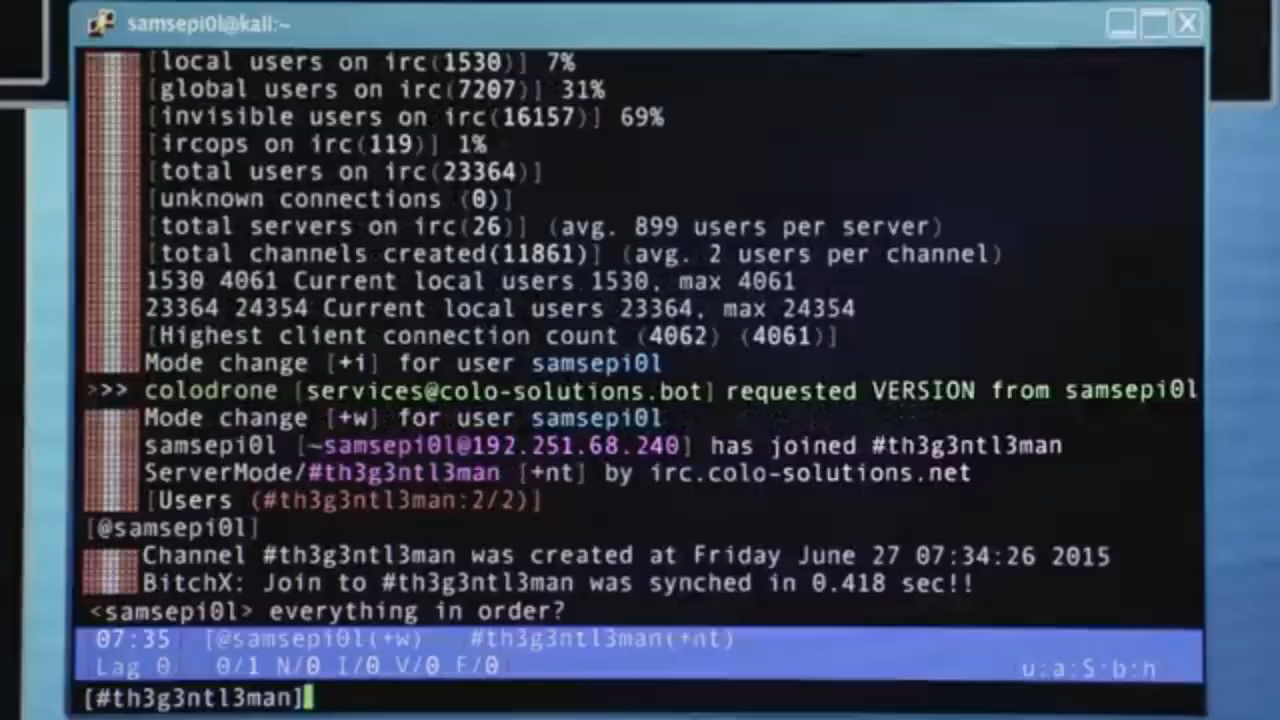 samsepi0l@kali:~
[local users on irc(1530)] 7%
[global users on irc(7207)] 31%
[invisible users on irc(16157)] 69%
[ircops on irc(119)] 1%
[total users on irc(23364)]
[unknown connections (0)]
[total servers on irc(26)] (avg. 899 users per server)
[total channels created(11861)] (avg. 2 users per channel)
1530 4061 Current local users 1530, max 4061
23364 24354 Current local users 23364, max 24354
[Highest client connection count (4062) (4061)]
Mode change [+i] for user samsepi0l
>>> colodrone [services@colo-solutions.bot] requested VERSION from samsepi0l
Mode change [+w] for user samsepi0l
samsepi0l [~samsepi0l@192.251.68.240] has joined #th3g3ntl3man
ServerMode/#th3g3ntl3man [+nt] by irc.colo-solutions.net
[Users (#th3g3ntl3man:2/2)]
[@samsepi0l]
Channel #th3g3ntl3man was created at Friday June 27 07:34:26 2015
BitchX: Join to #th3g3ntl3man was synched in 0.418 sec!!
<samsepi0l> everything in order?
07:35 [@samsepi0l(+w) #th3g3ntl3man(+nt)
Lag 0 0/1 N/0 I/0 V/0 F/0 u:a:S:b:h
[#th3g3ntl3man]